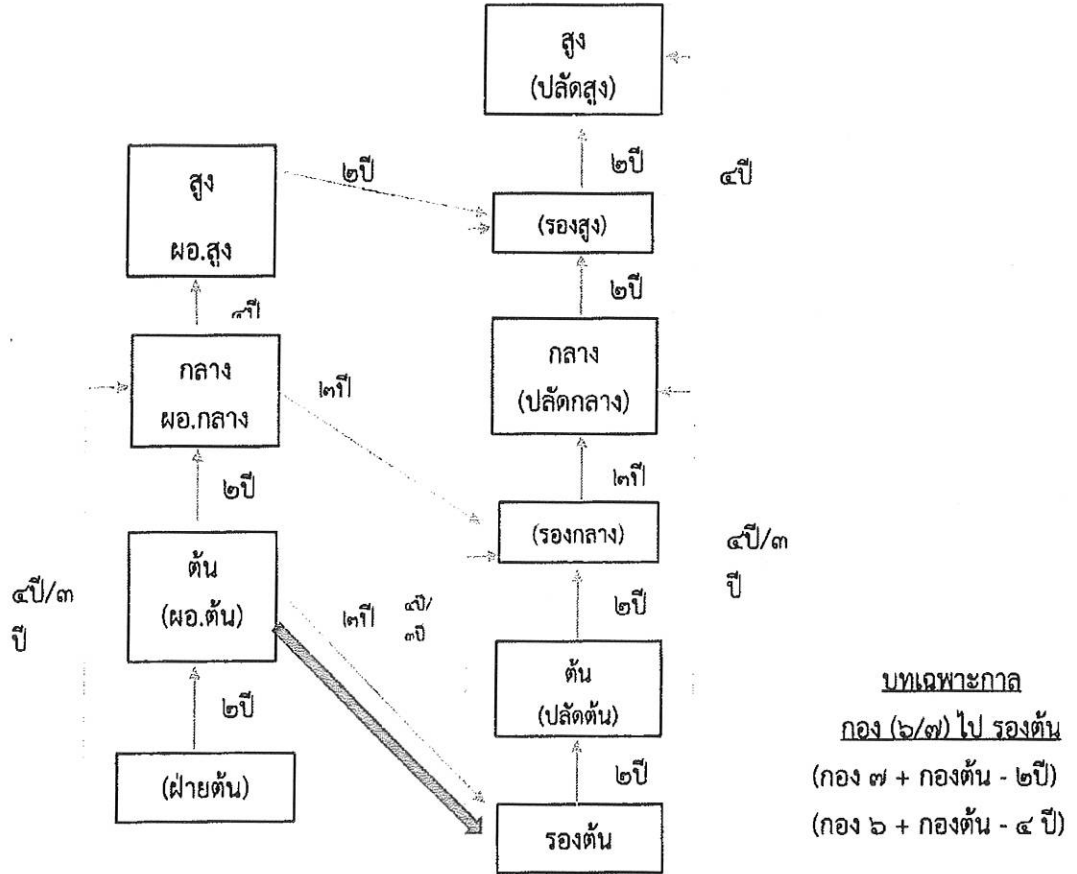 สูง
(ปลัดสูง)
๒ปี
๔ปี
สูง
ผอ.สูง
๒ปี
(รองสูง)
๒ปี
๔ปี
กลาง
ผอ.กลาง
กลาง
(ปลัดกลาง)
๒ปี
๒ปี
(รองกลาง)
๔ปี/๓
ปี
ต้น
(ผอ.ต้น)
๔ปี/๓
ปี
๔ปี/
๓ปี
๒ปี
ต้น
(ปลัดต้น)
๒ปี
(ฝ่ายต้น)
๒ปี
รองต้น
บทเฉพาะกาล
กอง (๖/๗) ไป รองต้น
(กอง ๗ + กองต้น - ๒ปี)
(กอง ๖ + กองต้น - ๔ ปี)